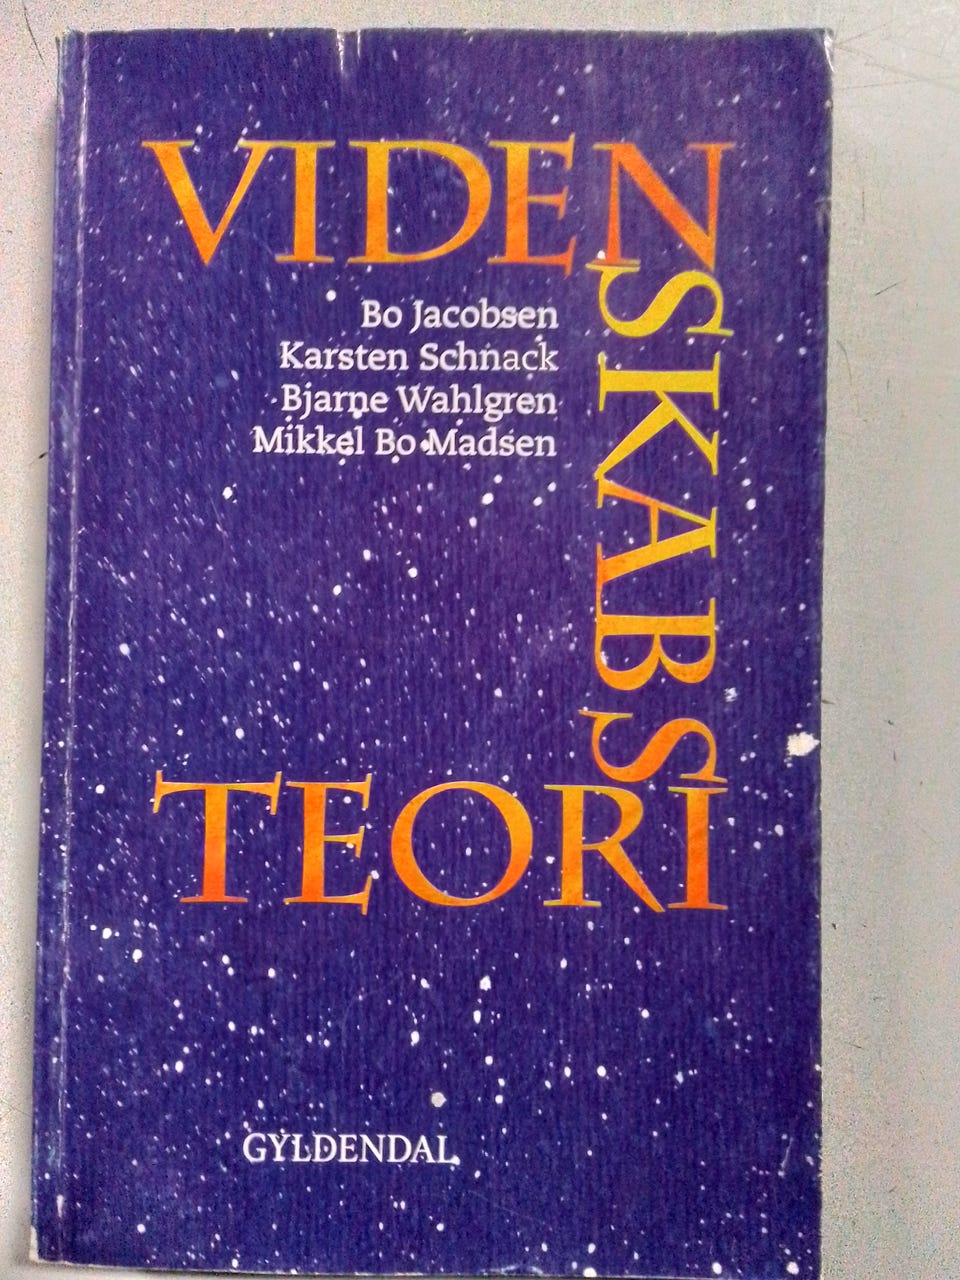 VIDEN
SKABS
TEORI
Bo Jacobsen
Karsten Schnack
Bjarne Wahlgren
Mikkel Bo Madsen
GYLDENDAL